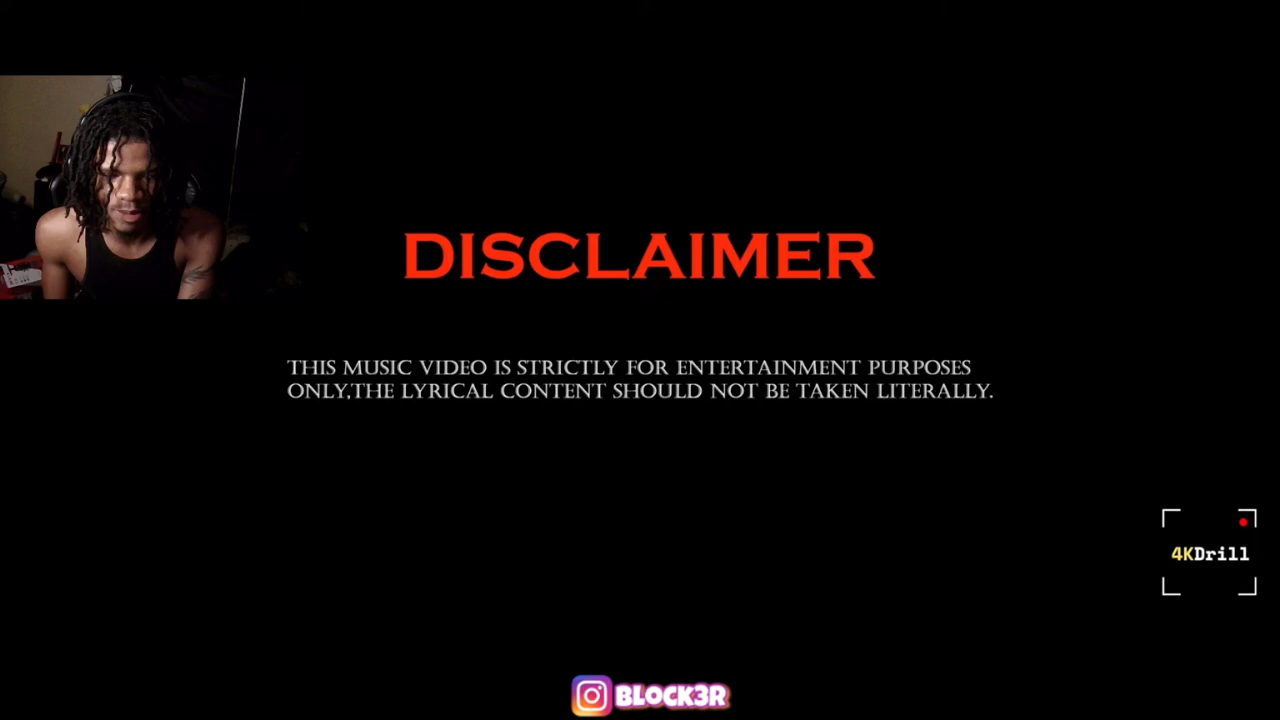 DISCLAIMER
THIS MUSIC VIDEO IS STRICTLY FOR ENTERTAINMENT PURPOSES
ONLY,THE LYRICAL CONTENT SHOULD NOT BE TAKEN LITERALLY.
4KDrill
BLOCK3R